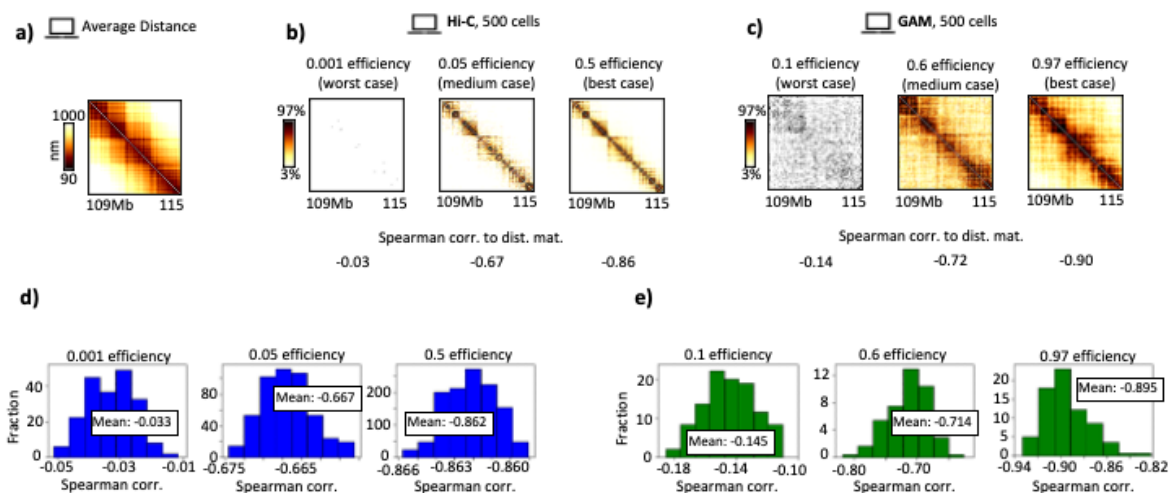 a) Average Distance
1000
nm
90
109Mb 115
b) Hi-C, 500 cells
0.001 efficiency
(worst case)
0.05 efficiency
(medium case)
0.5 efficiency
(best case)
97%
3%
109Mb 115
109Mb 115
109Mb 115
Spearman corr. to dist. mat.
-0.03 -0.67 -0.86
c) GAM, 500 cells
0.1 efficiency
(worst case)
0.6 efficiency
(medium case)
0.97 efficiency
(best case)
97%
3%
109Mb 115
109Mb 115
109Mb 115
Spearman corr. to dist. mat.
-0.14 -0.72 -0.90
d)
0.001 efficiency
Fraction
40
20
0
Mean: -0.033
-0.05 -0.03 -0.01
Spearman corr.
0.05 efficiency
80
40
0
Mean: -0.667
-0.675 -0.665
Spearman corr.
0.5 efficiency
200
100
0
Mean: -0.862
-0.866 -0.863 -0.860
Spearman corr.
e)
0.1 efficiency
Fraction
20
10
0
Mean: -0.145
-0.18 -0.14 -0.10
Spearman corr.
0.6 efficiency
12
8
4
0
Mean: -0.714
-0.80 -0.70
Spearman corr.
0.97 efficiency
20
15
10
5
0
Mean: -0.895
-0.94 -0.90 -0.86 -0.82
Spearman corr.